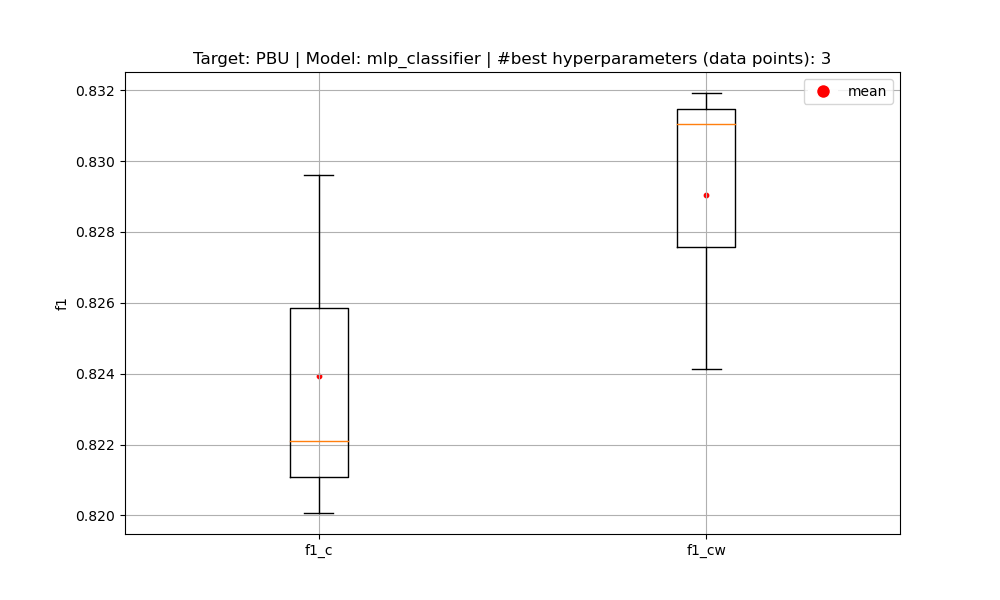 Target: PBU | Model: mlp_classifier | #best hyperparameters (data points): 3
mean
f1
0.832
0.830
0.828
0.826
0.824
0.822
0.820
f1_c
f1_cw